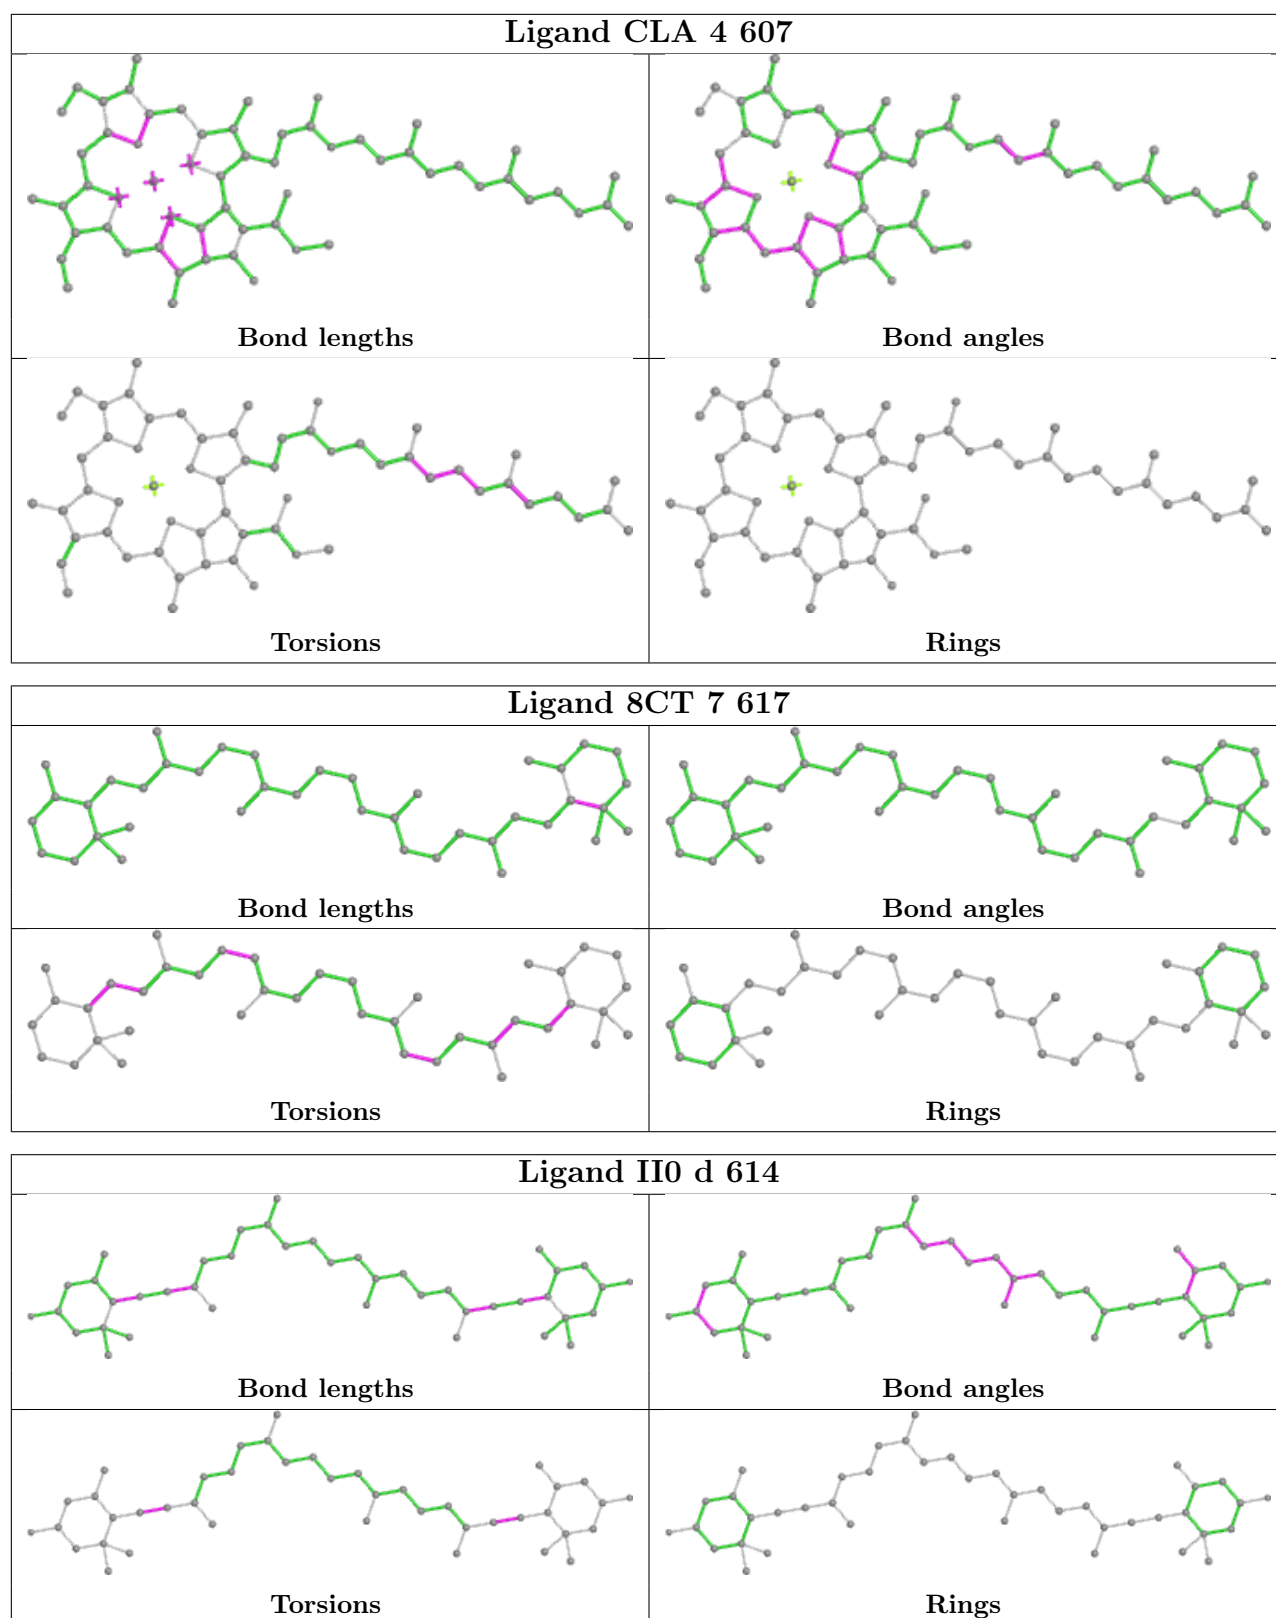 Ligand CLA 4 607
Bond lengths
Bond angles
Torsions
Rings
Ligand 8CT 7 617
Bond lengths
Bond angles
Torsions
Rings
Ligand II0 d 614
Bond lengths
Bond angles
Torsions
Rings